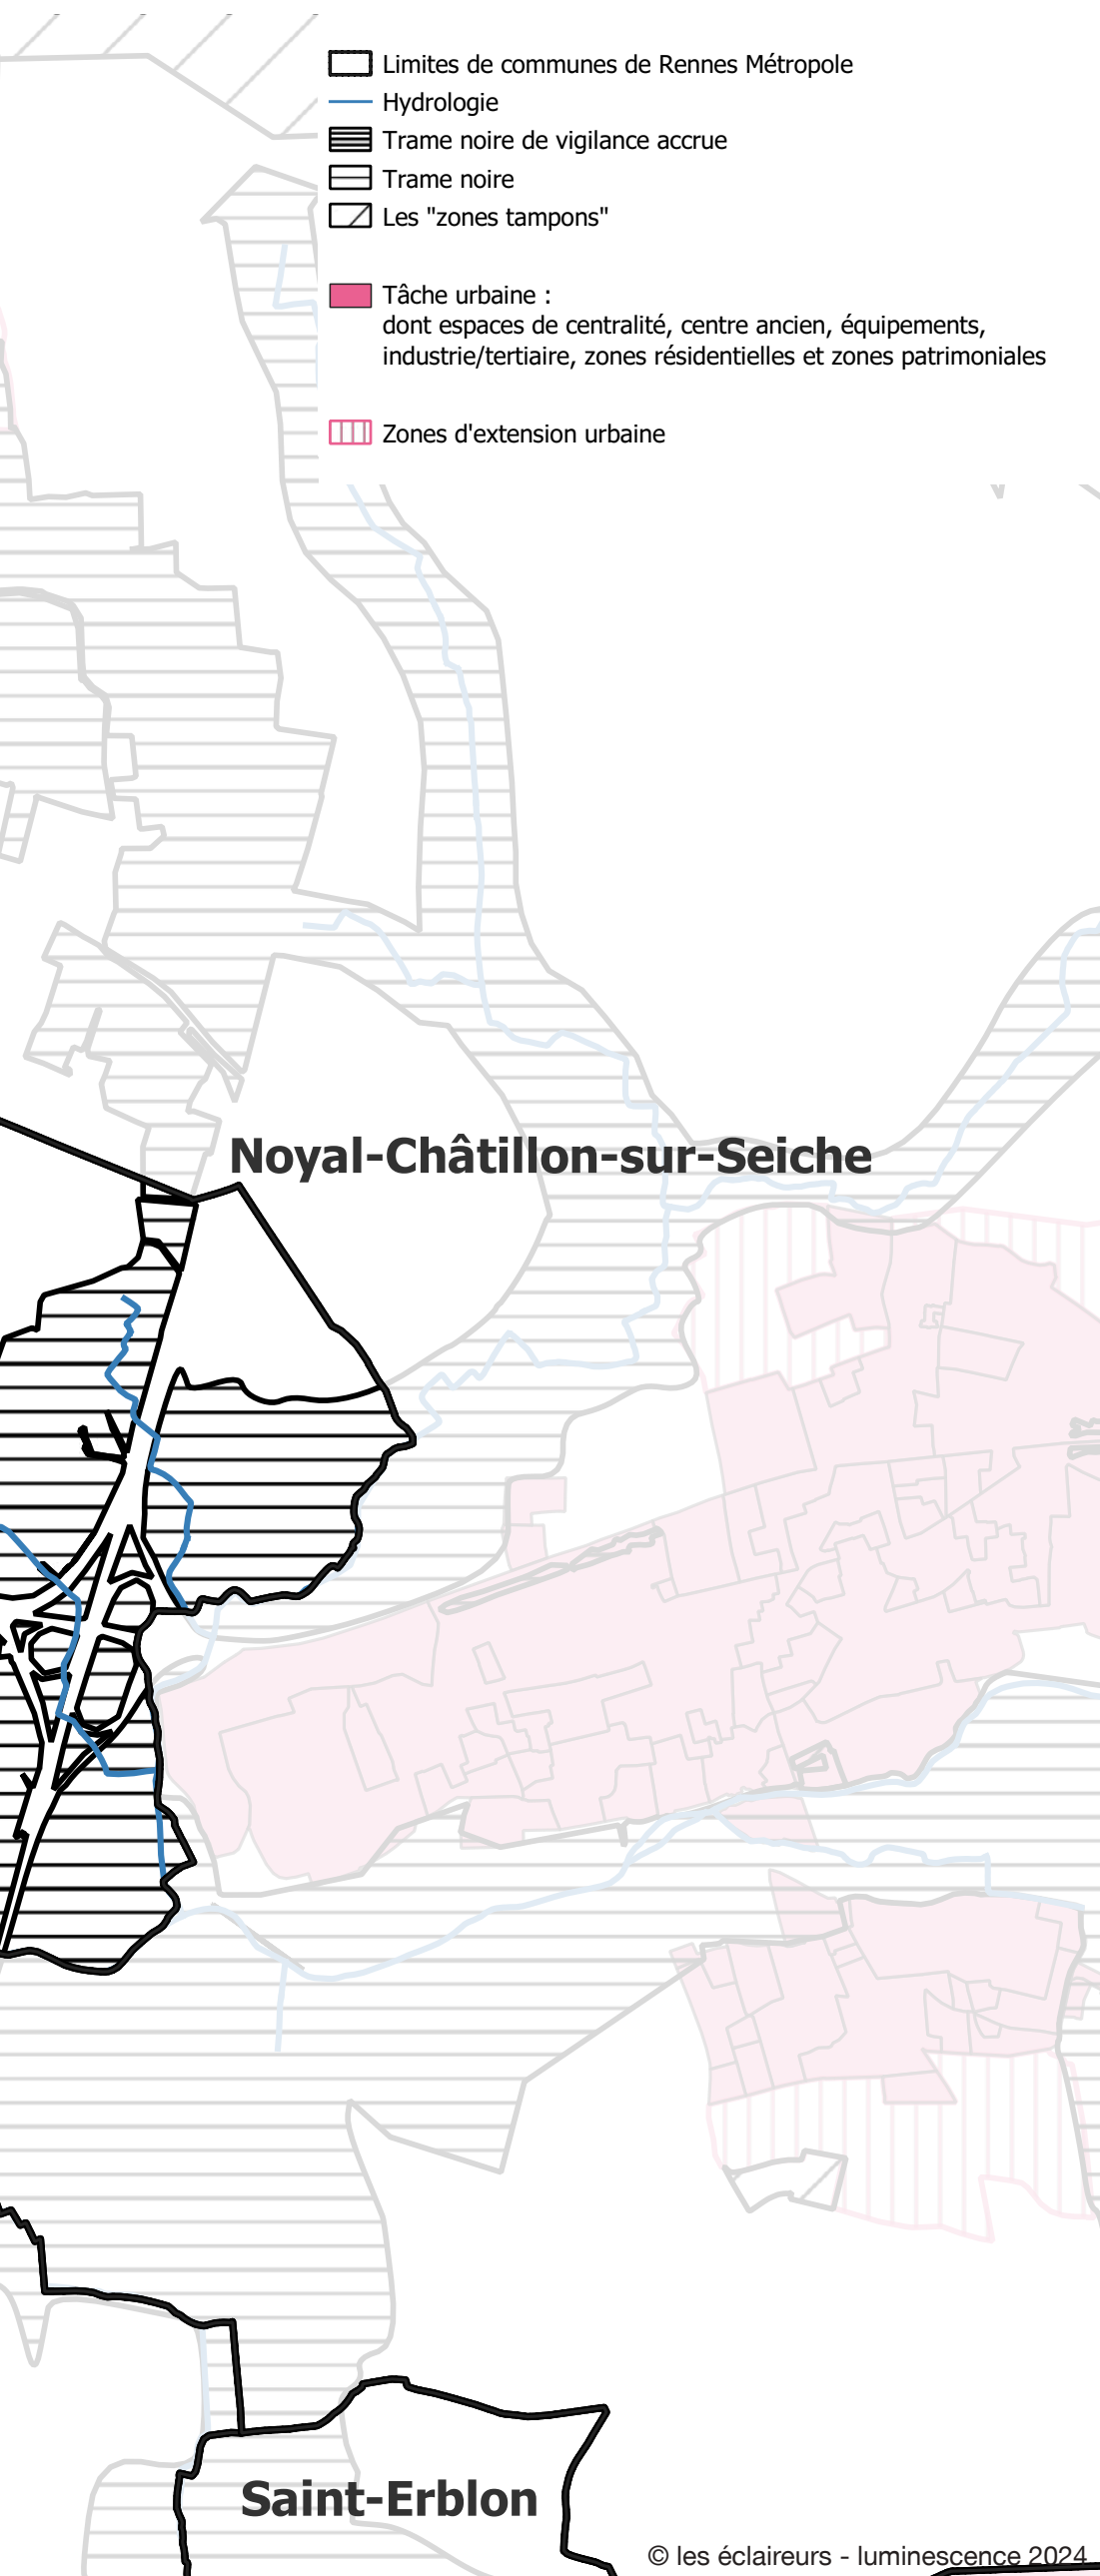 Limites de communes de Rennes Métropole
Hydrologie
Trame noire de vigilance accrue
Trame noire
Les "zones tampons"
Tâche urbaine :
dont espaces de centralité, centre ancien, équipements,
industrie/tertiaire, zones résidentielles et zones patrimoniales
Zones d'extension urbaine
Noyal-Châtillon-sur-Seiche
Saint-Erblon
© les éclaireurs - luminescence 2024